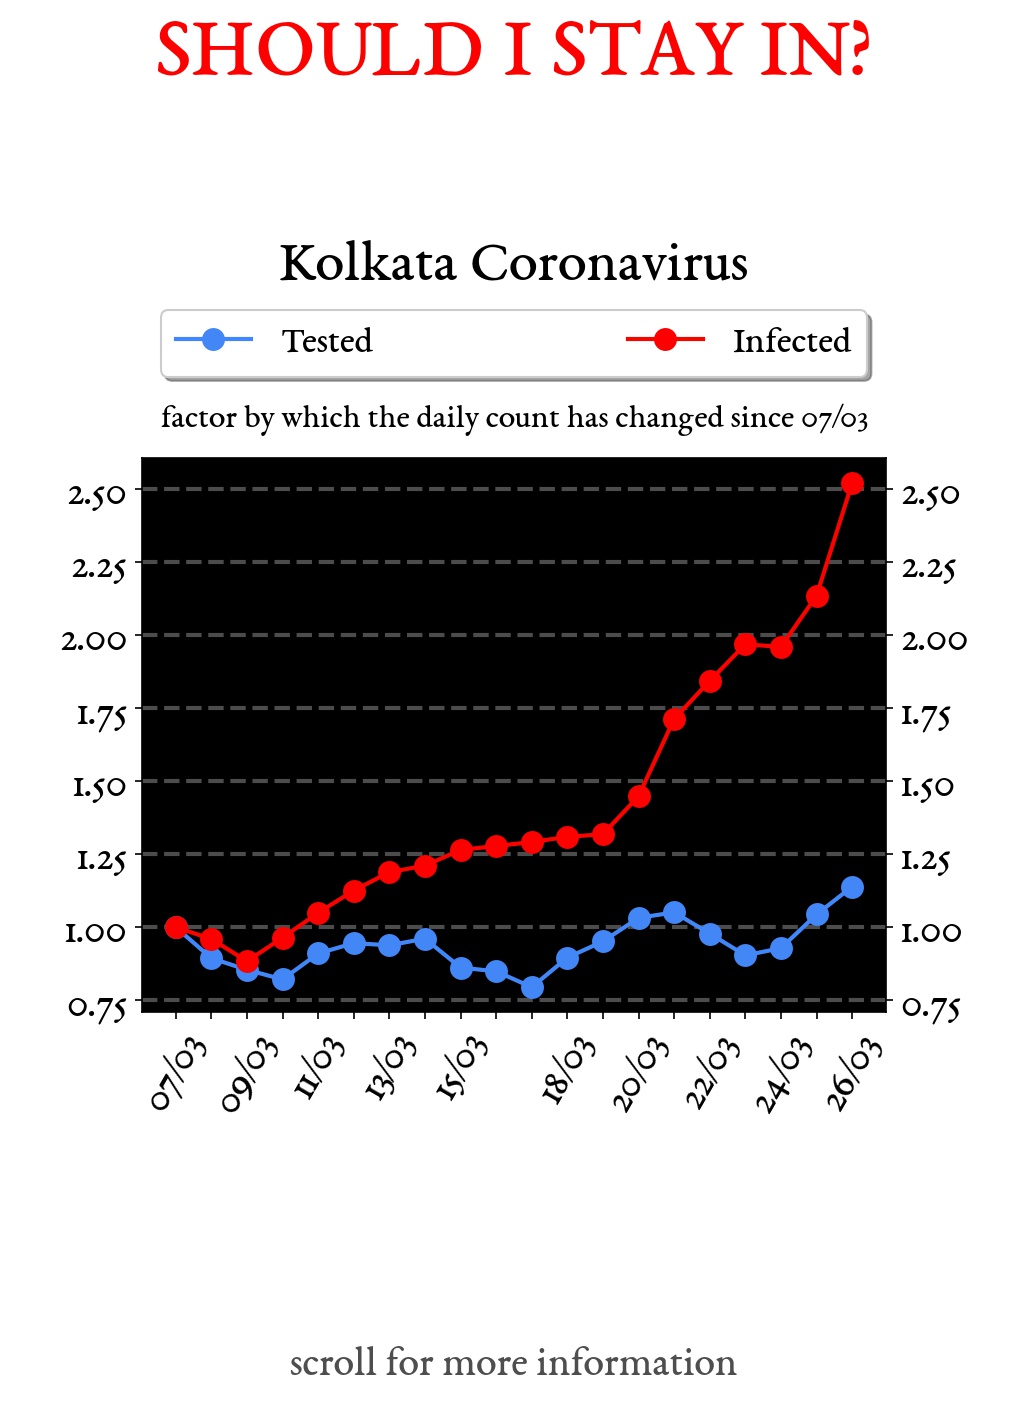 SHOULD I STAY IN?
Kolkata Coronavirus
Tested Infected
factor by which the daily count has changed since 07/03
2.50 2.50
2.25 2.25
2.00 2.00
1.75 1.75
1.50 1.50
1.25 1.25
1.00 1.00
0.75 0.75
07/03 09/03 11/03 13/03 15/03 18/03 20/03 22/03 24/03 26/03
scroll for more information